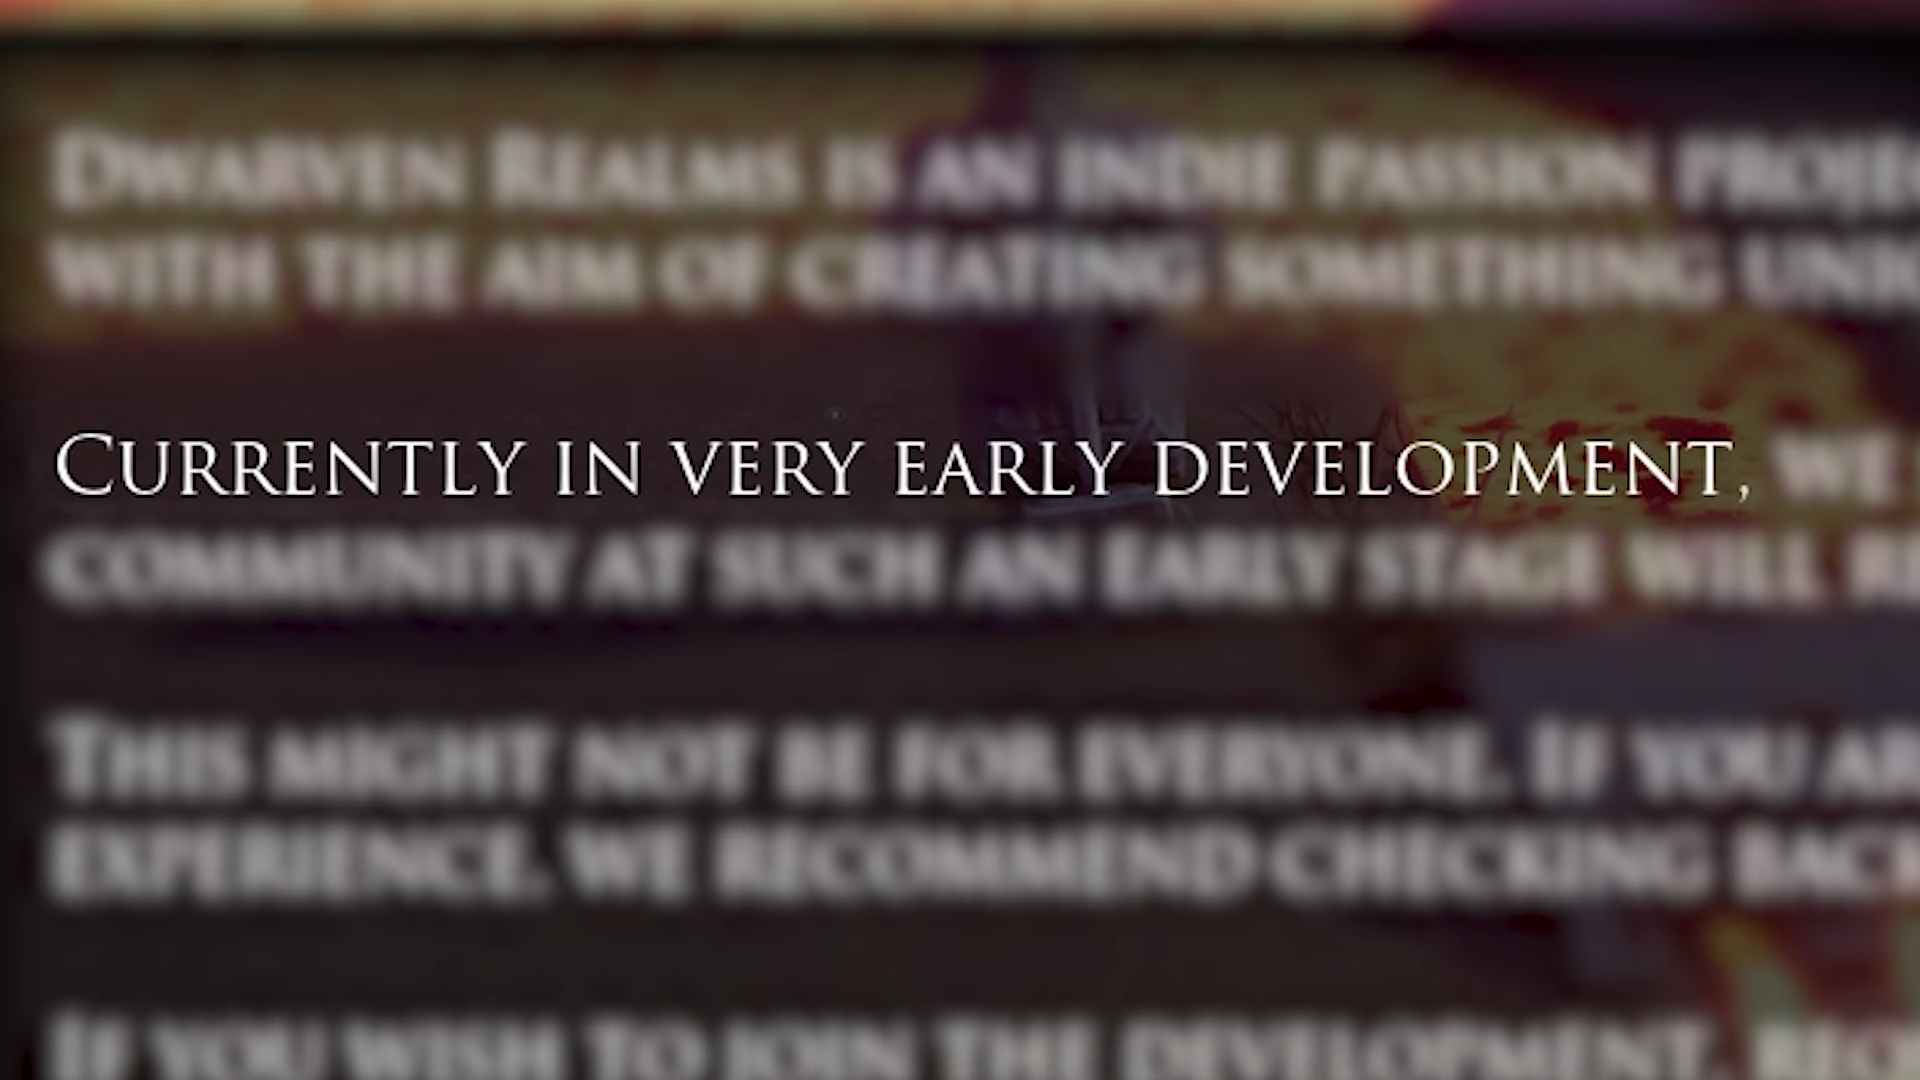 Dwarven Realms is an indie passion
with the aim of creating something
Currently in very early development, we
community at such an early stage will
This might not be for everyone. If you
experience, we recommend checking
If you wish to join the development,